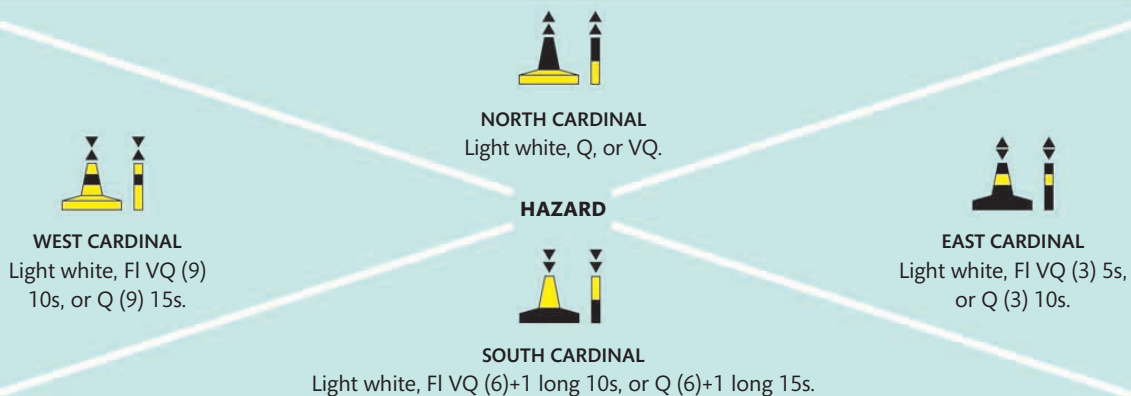 NORTH CARDINAL
Light white, Q, or VQ.
HAZARD
WEST CARDINAL
Light white, Fl VQ (9)
10s, or Q (9) 15s.
EAST CARDINAL
Light white, Fl VQ (3) 5s,
or Q (3) 10s.
SOUTH CARDINAL
Light white, Fl VQ (6)+1 long 10s, or Q (6)+1 long 15s.